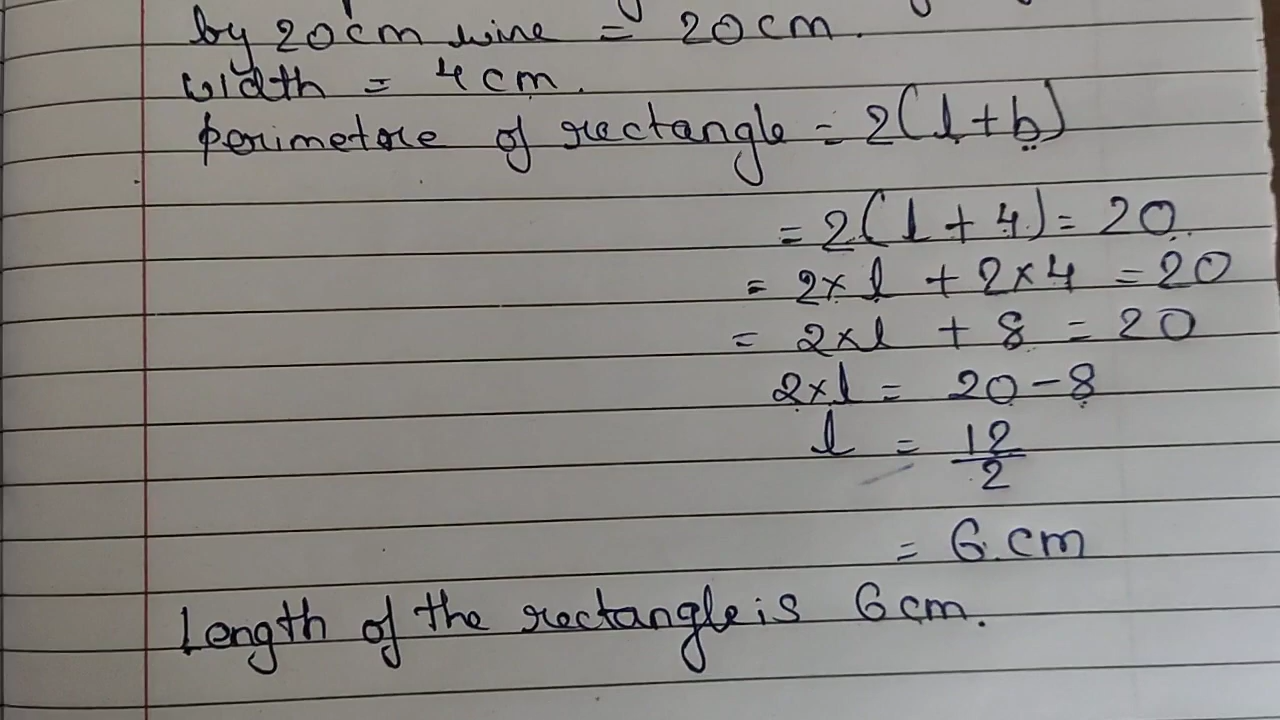 by 20cm wire = 20cm.
width = 4cm.
perimetre of rectangle = 2(l+b)
= 2(l + 4) = 20
= 2×l + 2×4 = 20
= 2×l + 8 = 20
2×l = 20-8
l = 12/2
= 6 cm
Length of the rectangle is 6cm.